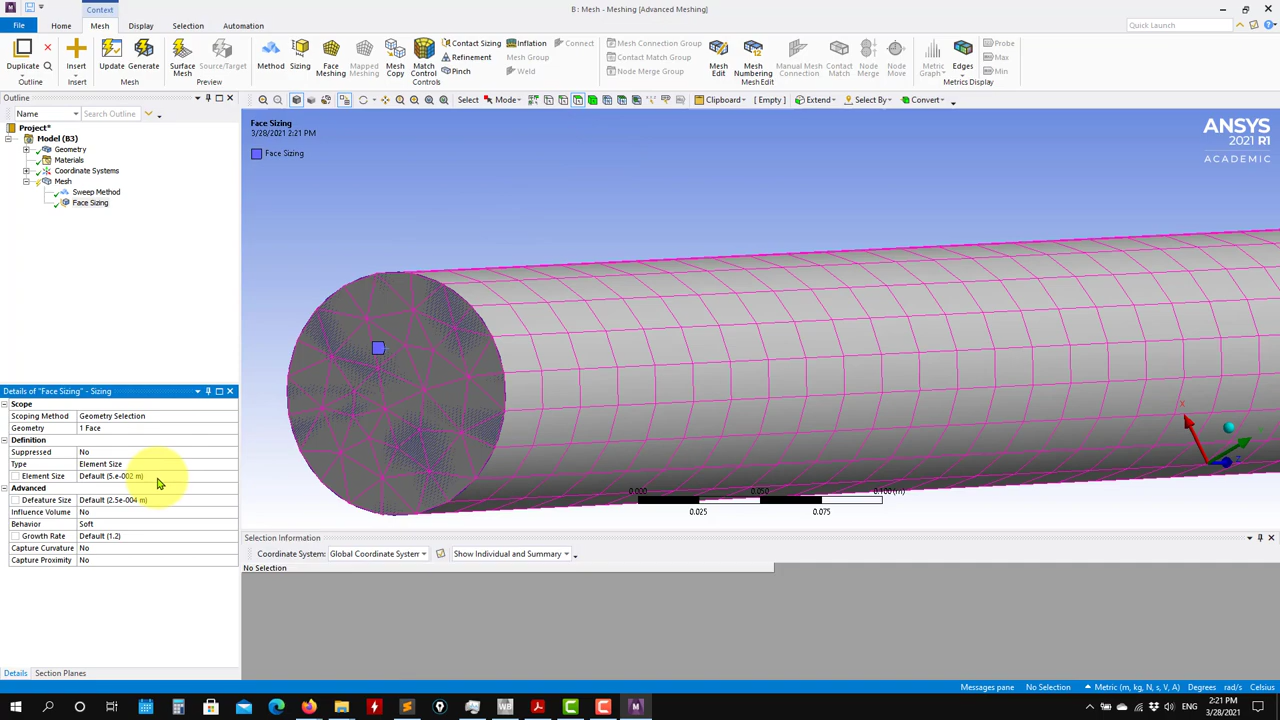 Context
B : Mesh - Meshing [Advanced Meshing]
File Home Mesh Display Selection Automation
Quick Launch
Duplicate
Outline
Insert
Insert
Update Generate
Mesh
Surface Mesh
Source/Target
Preview
Method Sizing Face Meshing Mapped Meshing Mesh Copy Match Control
Contact Sizing
Refinement
Pinch
Inflation
Mesh Group
Weld
Connect
Controls
Mesh Connection Group
Contact Match Group
Node Merge Group
Mesh Edit Mesh Numbering Manual Mesh Connection Contact Match Node Merge Node Move
Mesh Edit
Metric Graph Edges
Probe
Max
Min
Metrics Display
Outline
Name Search Outline
Project*
Model (B3)
Geometry
Materials
Coordinate Systems
Mesh
Sweep Method
Face Sizing
Select Mode Clipboard [ Empty ] Extend Select By Convert
Face Sizing
3/28/2021 2:21 PM
Face Sizing
ANSYS
2021 R1
ACADEMIC
X
Z
0.000 0.050 0.100 (m)
0.025 0.075
Details of "Face Sizing" - Sizing
Scope
Scoping Method Geometry Selection
Geometry 1 Face
Definition
Suppressed No
Type Element Size
Element Size Default (5.e-002 m)
Advanced
Defeature Size Default (2.5e-004 m)
Influence Volume No
Behavior Soft
Growth Rate Default (1.2)
Capture Curvature No
Capture Proximity No
Details Section Planes
Selection Information
Coordinate System: Global Coordinate System Show Individual and Summary
No Selection
Messages pane No Selection Metric (m, kg, N, s, V, A) Degrees rad/s Celsius
2:21 PM
3/28/2021